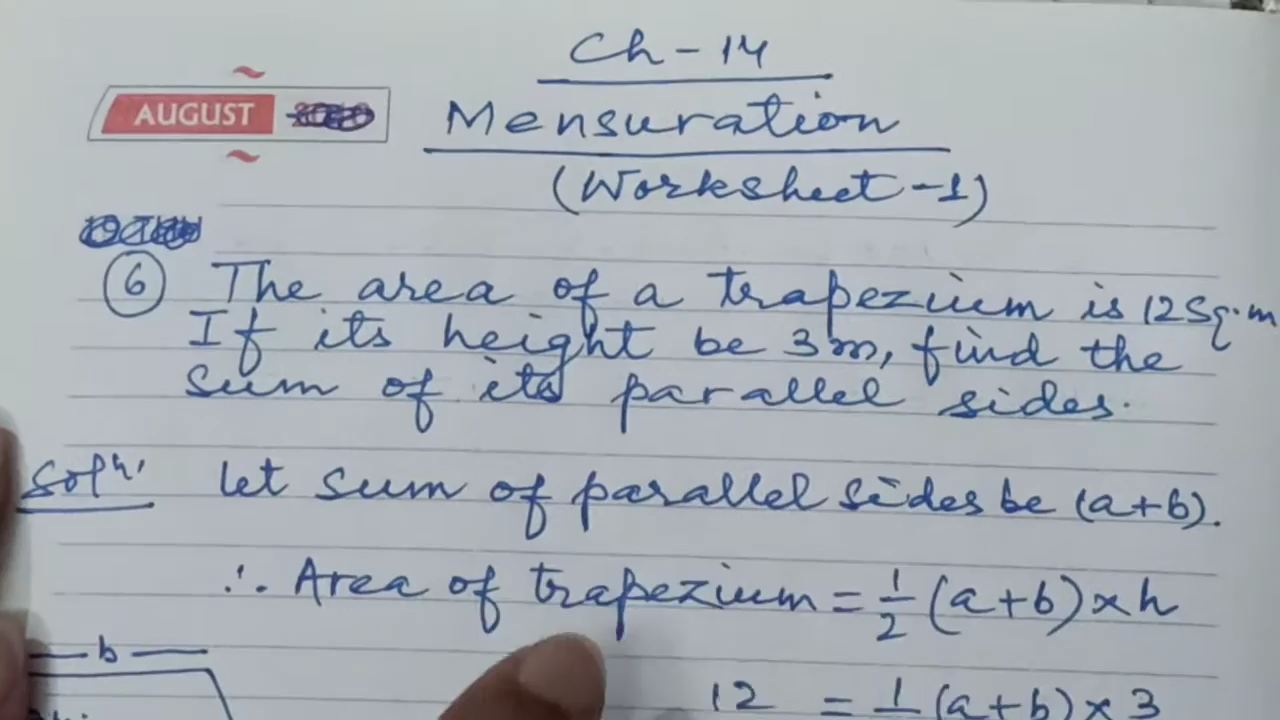 Ch-14
AUGUST
Mensuration
(Worksheet-1)
6 The area of a trapezium is 12 Sq.m
If its height be 3m, find the
sum of its parallel sides.
Solⁿ. let sum of parallel sides be (a+b).
∴ Area of trapezium = 1/2 (a+b) × h
b
12 = 1 (a+b) × 3